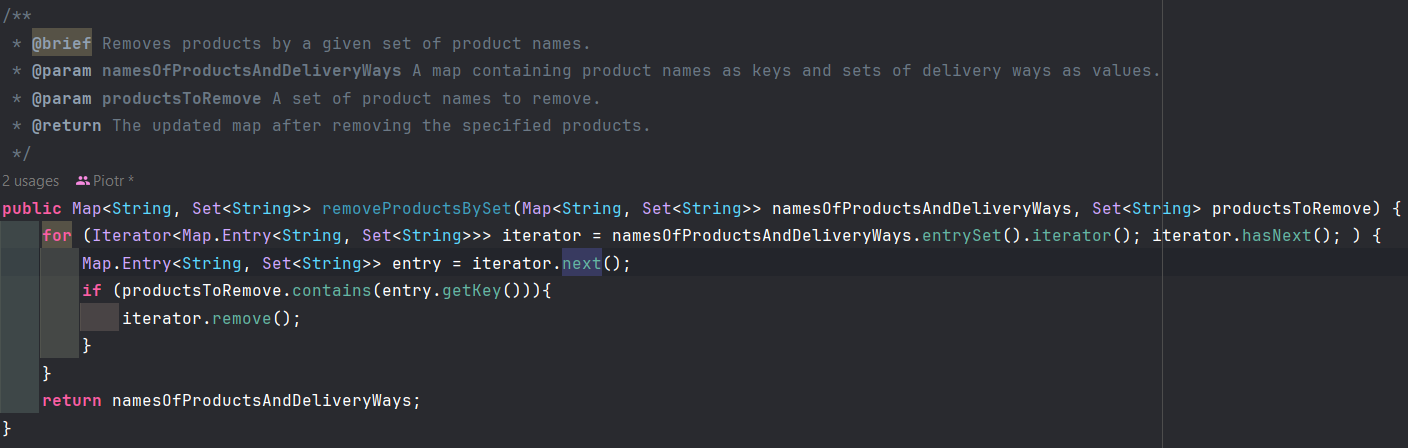 /**
 * @brief Removes products by a given set of product names.
 * @param namesOfProductsAndDeliveryWays A map containing product names as keys and sets of delivery ways as values.
 * @param productsToRemove A set of product names to remove.
 * @return The updated map after removing the specified products.
 */
2 usages Piotr *
public Map<String, Set<String>> removeProductsBySet(Map<String, Set<String>> namesOfProductsAndDeliveryWays, Set<String> productsToRemove) {
    for (Iterator<Map.Entry<String, Set<String>>> iterator = namesOfProductsAndDeliveryWays.entrySet().iterator(); iterator.hasNext(); ) {
        Map.Entry<String, Set<String>> entry = iterator.next();
        if (productsToRemove.contains(entry.getKey())){
            iterator.remove();
        }
    }
    return namesOfProductsAndDeliveryWays;
}